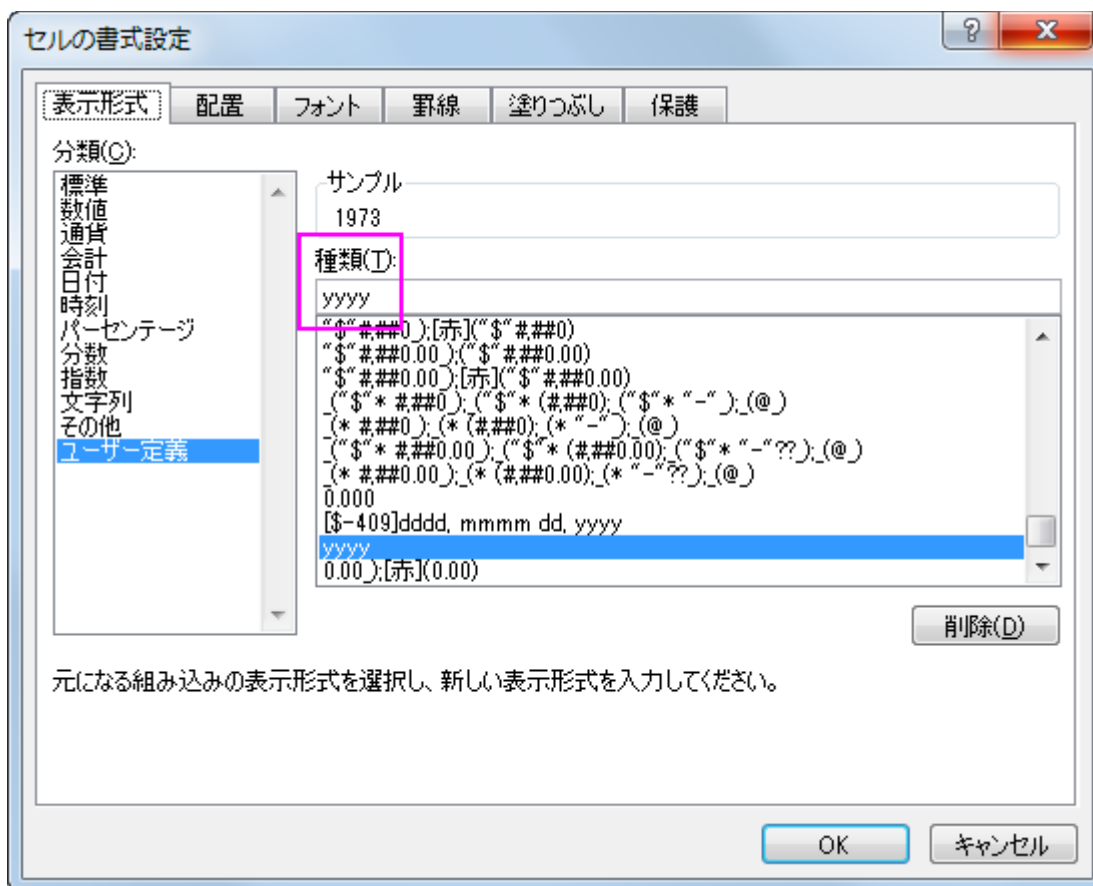 セルの書式設定
表示形式 配置 フォント 罫線 塗りつぶし 保護
分類(C):
標準
数値
通貨
会計
日付
時刻
パーセンテージ
分数
指数
文字列
その他
ユーザー定義
サンプル
1973
種類(T):
yyyy
"$"#,##0_);[赤]("$"#,##0)
"$"#,##0.00_);("$"#,##0.00)
"$"#,##0.00_);[赤]("$"#,##0.00)
_("$"* #,##0_);_("$"* (#,##0);_("$"* "-"_);_(@_)
_(* #,##0_);_(* (#,##0);_(* "-"_);_(@_)
_("$"* #,##0.00_);_("$"* (#,##0.00);_("$"* "-"??_);_(@_)
_(* #,##0.00_);_(* (#,##0.00);_(* "-"??_);_(@_)
0.000
[$-409]dddd, mmmm dd, yyyy
yyyy
0.00_);[赤](0.00)
削除(D)
元になる組み込みの表示形式を選択し、新しい表示形式を入力してください。
OK キャンセル